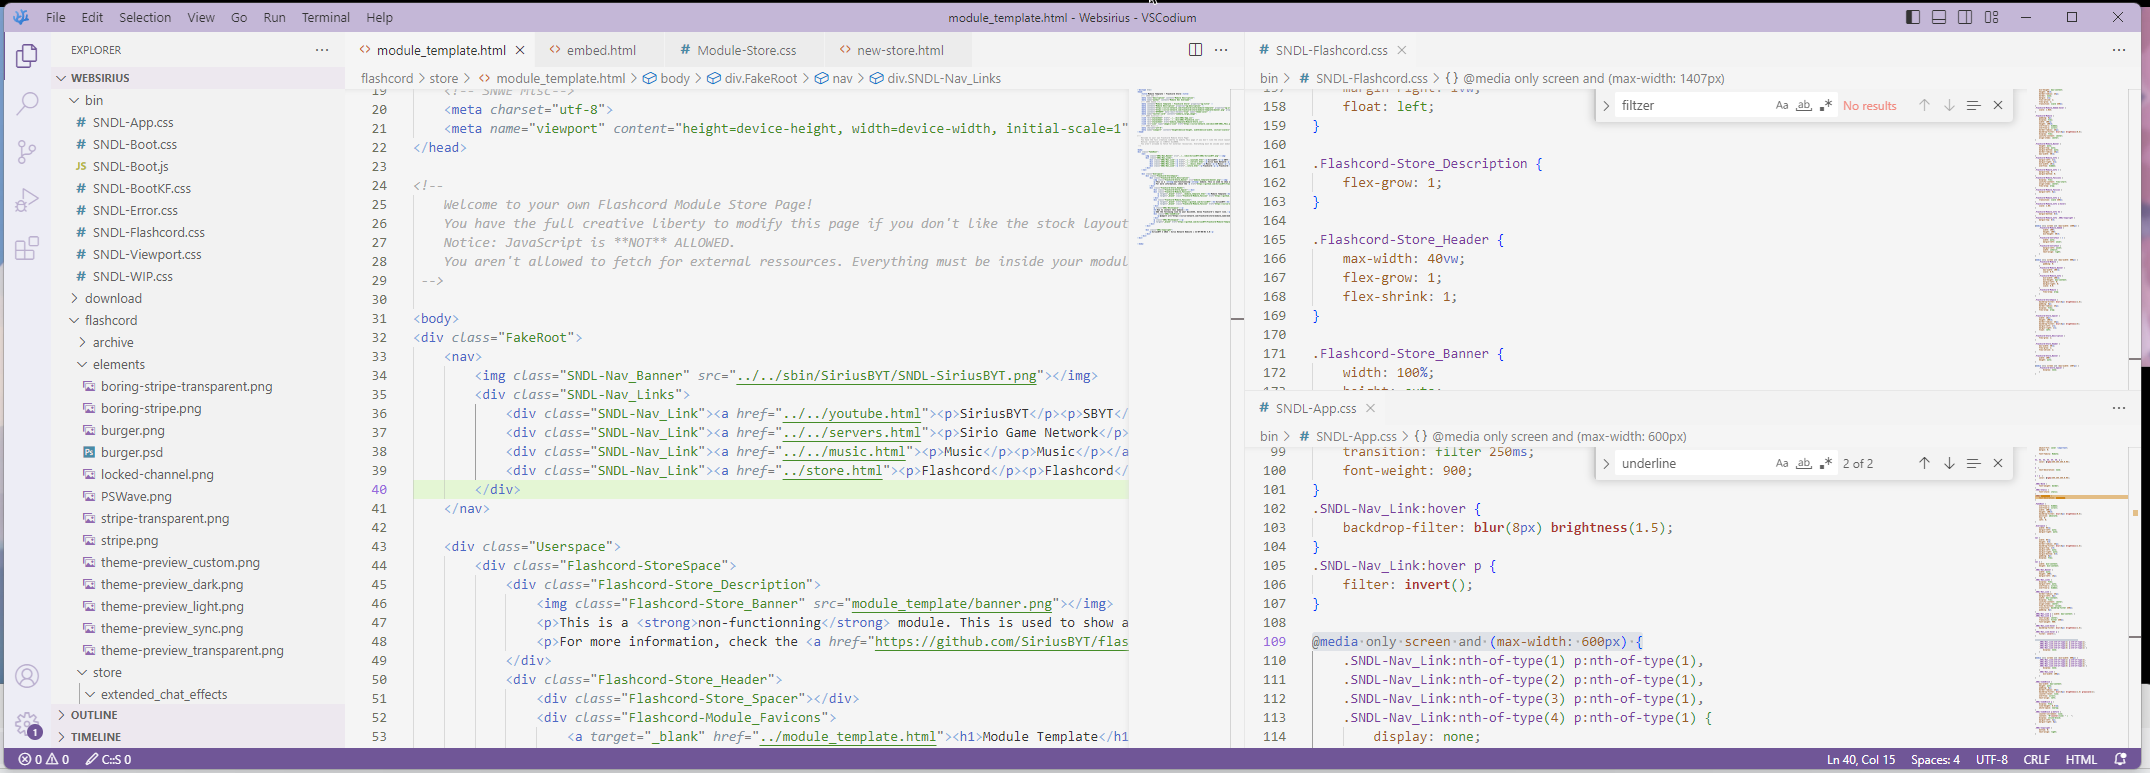 File Edit Selection View Go Run Terminal Help
module_template.html - Websirius - VSCodium
EXPLORER
WEBSIRIUS
bin
SNDL-App.css
SNDL-Boot.css
JS SNDL-Boot.js
SNDL-BootKF.css
SNDL-Error.css
SNDL-Flashcord.css
SNDL-Viewport.css
SNDL-WIP.css
download
flashcord
archive
elements
boring-stripe-transparent.png
boring-stripe.png
burger.png
Ps burger.psd
locked-channel.png
PSWave.png
stripe-transparent.png
stripe.png
theme-preview_custom.png
theme-preview_dark.png
theme-preview_light.png
theme-preview_sync.png
theme-preview_transparent.png
store
extended_chat_effects
OUTLINE
TIMELINE
1
module_template.html embed.html # Module-Store.css new-store.html
flashcord > store > module_template.html > body > div.FakeRoot > nav > div.SNDL-Nav_Links
19 <!-- SNWE Misc-->
20 <meta charset="utf-8">
21 <meta name="viewport" content="height=device-height, width=device-width, initial-scale=1"
22 </head>
23
24 <!--
25 Welcome to your own Flashcord Module Store Page!
26 You have the full creative liberty to modify this page if you don't like the stock layout
27 Notice: JavaScript is **NOT** ALLOWED.
28 You aren't allowed to fetch for external ressources. Everything must be inside your modul
29 -->
30
31 <body>
32 <div class="FakeRoot">
33 <nav>
34 <img class="SNDL-Nav_Banner" src="../../sbin/SiriusBYT/SNDL-SiriusBYT.png"></img>
35 <div class="SNDL-Nav_Links">
36 <div class="SNDL-Nav_Link"><a href="../../youtube.html"><p>SiriusBYT</p><p>SBYT</
37 <div class="SNDL-Nav_Link"><a href="../../servers.html"><p>Sirio Game Network</p>
38 <div class="SNDL-Nav_Link"><a href="../../music.html"><p>Music</p><p>Music</p></a
39 <div class="SNDL-Nav_Link"><a href="../store.html"><p>Flashcord</p><p>Flashcord</
40 </div>
41 </nav>
42
43 <div class="Userspace">
44 <div class="Flashcord-StoreSpace">
45 <div class="Flashcord-Store_Description">
46 <img class="Flashcord-Store_Banner" src="module_template/banner.png"></img>
47 <p>This is a <strong>non-functionning</strong> module. This is used to show a
48 <p>For more information, check the <a href="https://github.com/SiriusBYT/flas
49 </div>
50 <div class="Flashcord-Store_Header">
51 <div class="Flashcord-Store_Spacer"></div>
52 <div class="Flashcord-Module_Favicons">
53 <a target="_blank" href="../module_template.html"><h1>Module Template</h1
# SNDL-Flashcord.css
bin > # SNDL-Flashcord.css > {} @media only screen and (max-width: 1407px)
filtzer Aa ab .* No results
157 margin-right: 1vw;
158 float: left;
159 }
160
161 .Flashcord-Store_Description {
162 flex-grow: 1;
163 }
164
165 .Flashcord-Store_Header {
166 max-width: 40vw;
167 flex-grow: 1;
168 flex-shrink: 1;
169 }
170
171 .Flashcord-Store_Banner {
172 width: 100%;
173 height: auto;
# SNDL-App.css
bin > # SNDL-App.css > {} @media only screen and (max-width: 600px)
underline Aa ab .* 2 of 2
99 transition: filter 250ms;
100 font-weight: 900;
101 }
102 .SNDL-Nav_Link:hover {
103 backdrop-filter: blur(8px) brightness(1.5);
104 }
105 .SNDL-Nav_Link:hover p {
106 filter: invert();
107 }
108
109 @media only screen and (max-width: 600px) {
110 .SNDL-Nav_Link:nth-of-type(1) p:nth-of-type(1),
111 .SNDL-Nav_Link:nth-of-type(2) p:nth-of-type(1),
112 .SNDL-Nav_Link:nth-of-type(3) p:nth-of-type(1),
113 .SNDL-Nav_Link:nth-of-type(4) p:nth-of-type(1) {
114 display: none;
0 0 C::S 0
Ln 40, Col 15 Spaces: 4 UTF-8 CRLF HTML